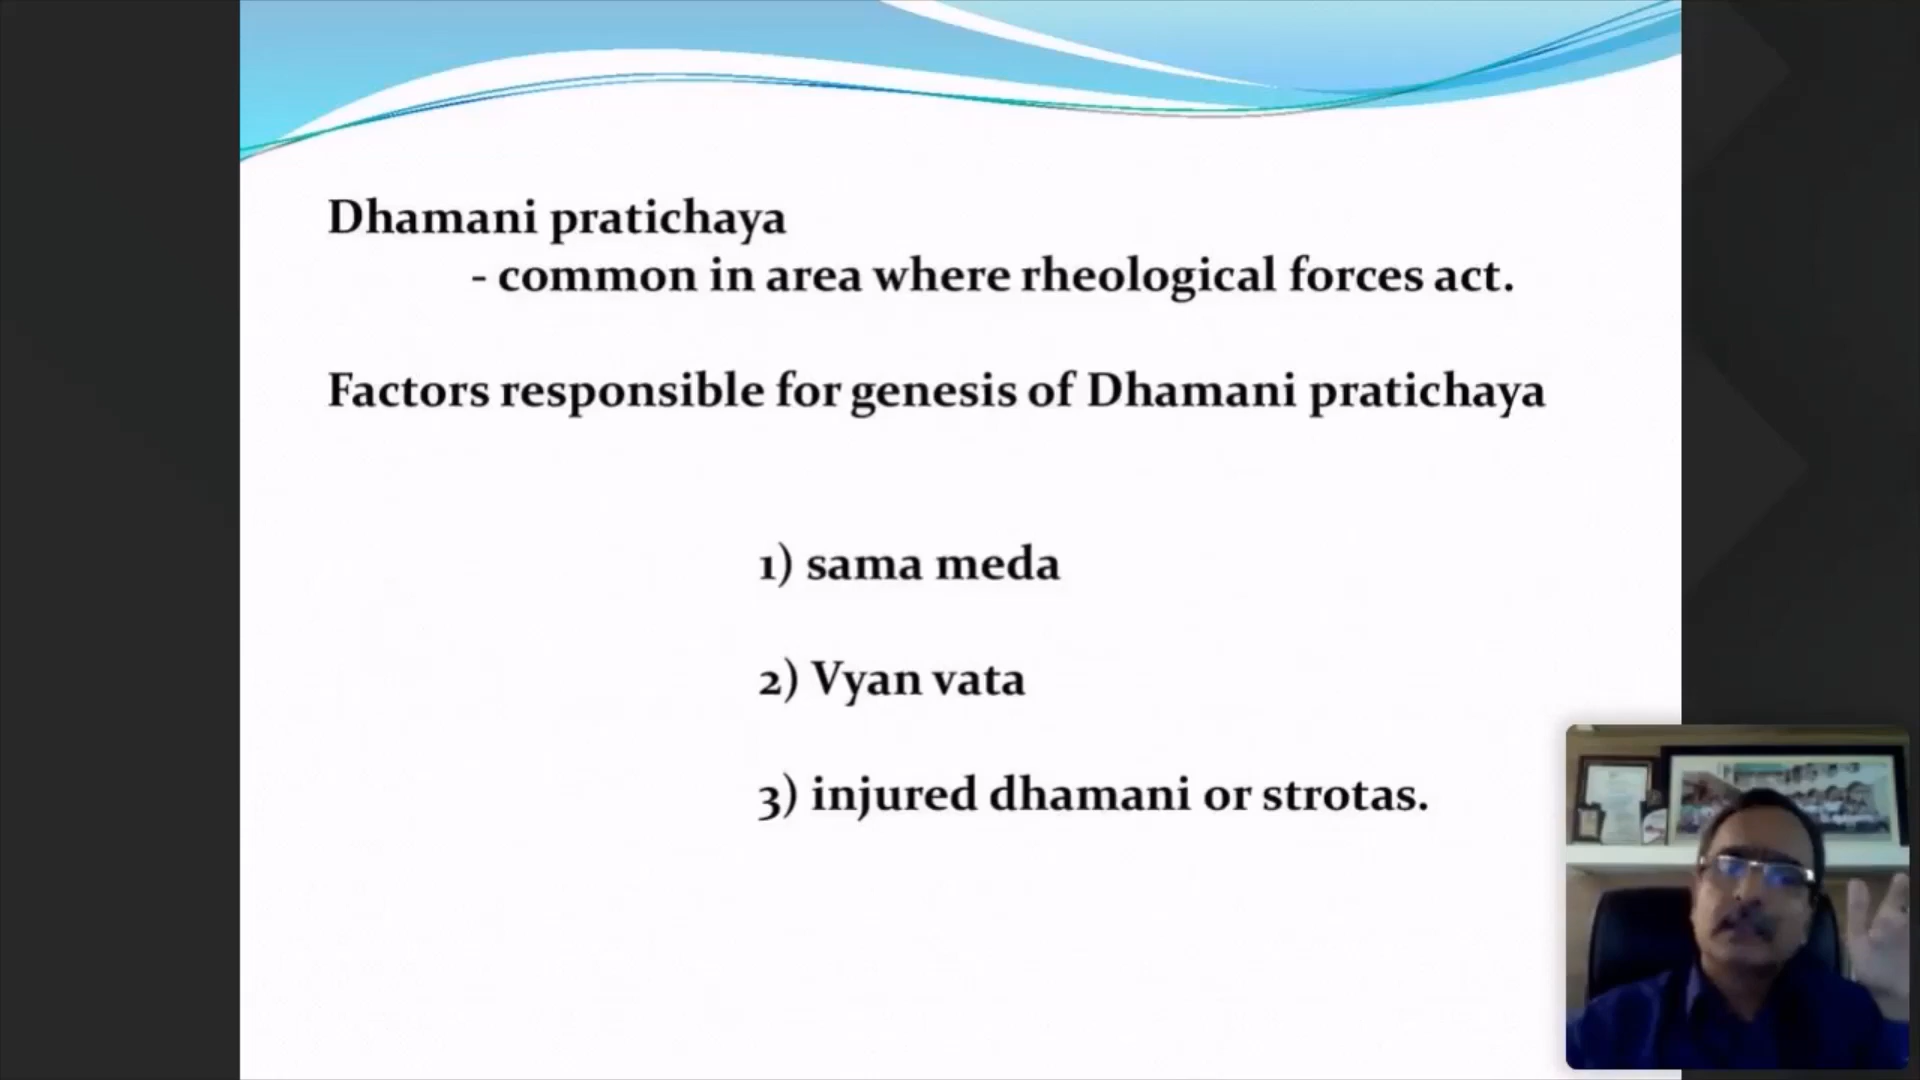 Dhamani pratichaya
- common in area where rheological forces act.
Factors responsible for genesis of Dhamani pratichaya
1) sama meda
2) Vyan vata
3) injured dhamani or strotas.